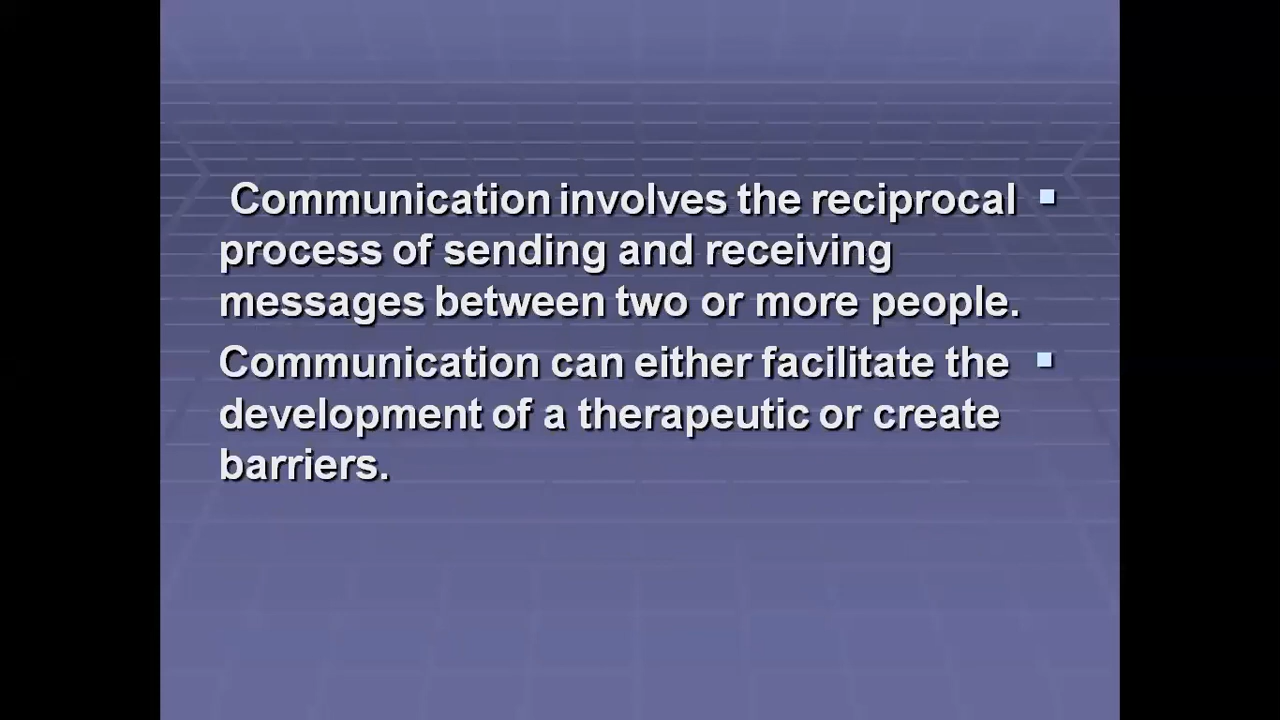 Communication involves the reciprocal
process of sending and receiving
messages between two or more people.
Communication can either facilitate the
development of a therapeutic or create
barriers.